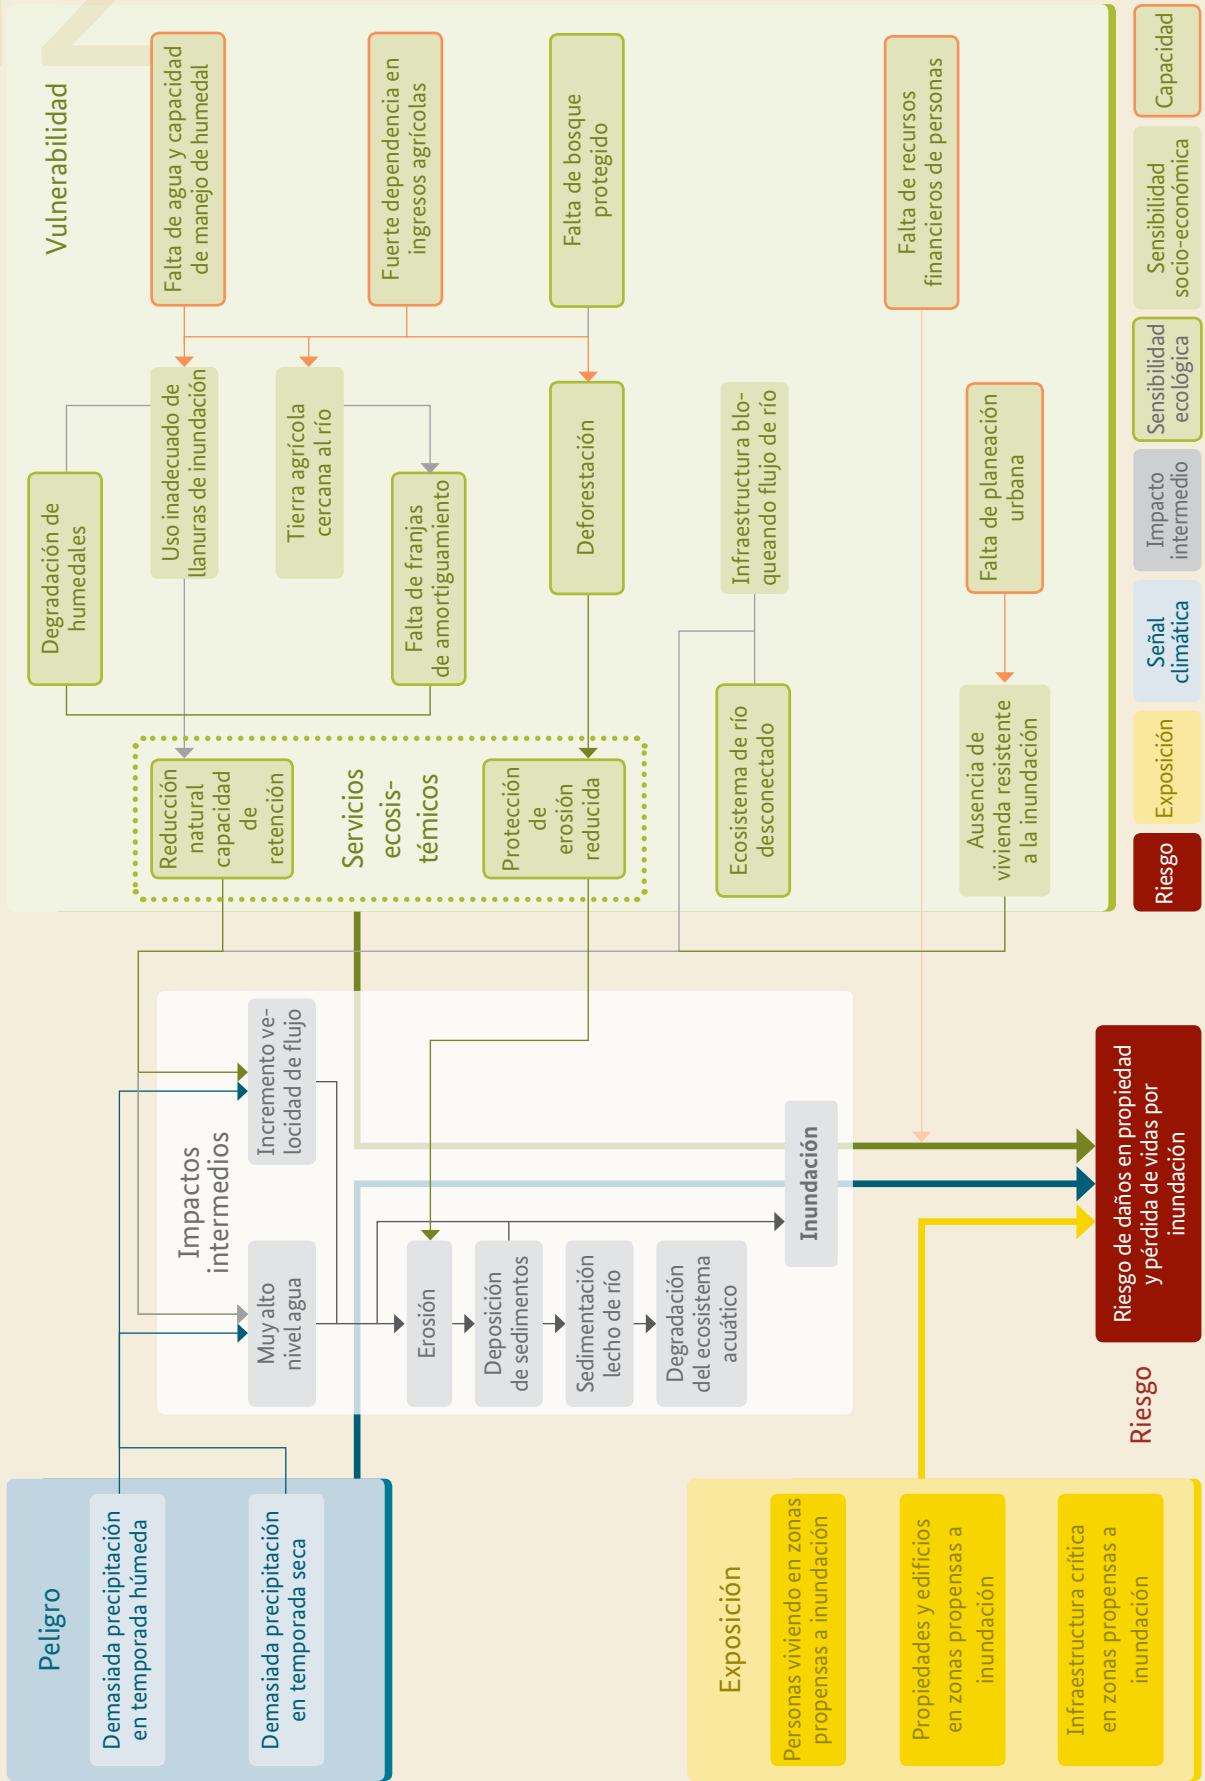 Peligro
Demasiada precipitación
en temporada húmeda
Demasiada precipitación
en temporada seca
Impactos
intermedios
Muy alto
nivel agua
Incremento ve-
locidad de flujo
Erosión
Deposición
de sedimentos
Sedimentación
lecho de río
Degradación
del ecosistema
acuático
Inundación
Vulnerabilidad
Degradación de
humedales
Falta de agua y capacidad
de manejo de humedal
Uso inadecuado de
llanuras de inundación
Reducción
natural
capacidad
de
retención
Tierra agrícola
cercana al río
Fuerte dependencia en
ingresos agrícolas
Servicios
ecosis-
témicos
Falta de franjas
de amortiguamiento
Protección
de
erosión
reducida
Deforestación
Falta de bosque
protegido
Ecosistema de río
desconectado
Infraestructura blo-
queando flujo de río
Falta de recursos
financieros de personas
Ausencia de
vivienda resistente
a la inundación
Falta de planeación
urbana
Exposición
Personas viviendo en zonas
propensas a inundación
Propiedades y edificios
en zonas propensas a
inundación
Infraestructura crítica
en zonas propensas a
inundación
Riesgo
Riesgo de daños en propiedad
y pérdida de vidas por
inundación
Riesgo
Exposición
Señal
climática
Impacto
intermedio
Sensibilidad
ecológica
Sensibilidad
socio-económica
Capacidad